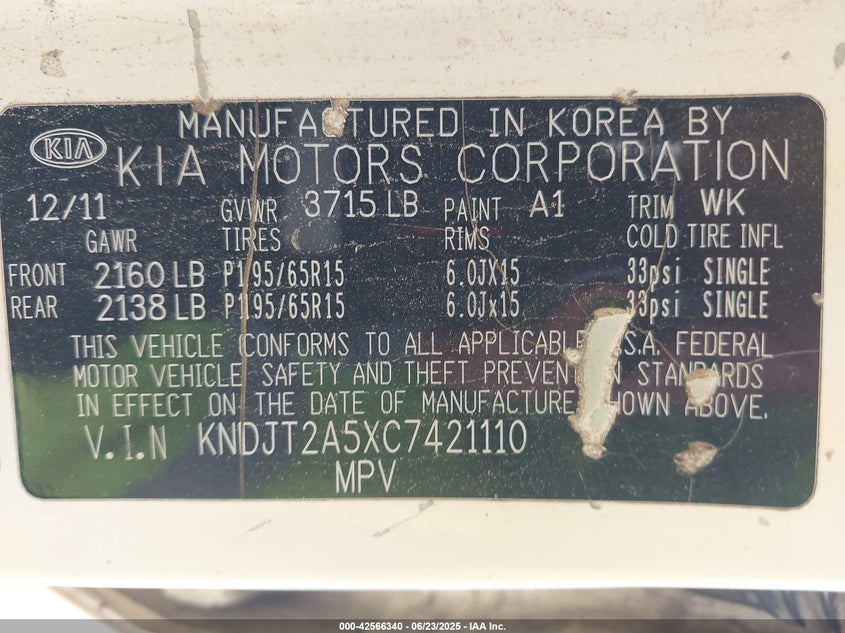 MANUFACTURED IN KOREA BY
KIA KIA MOTORS CORPORATION
12/11 GVWR 3715 LB PAINT A1 TRIM WK
GAWR TIRES RIMS COLD TIRE INFL
FRONT 2160 LB P195/65R15 6.0JX15 33psi SINGLE
REAR 2138 LB P195/65R15 6.0Jx15 33psi SINGLE
THIS VEHICLE CONFORMS TO ALL APPLICABLE U.S.A. FEDERAL
MOTOR VEHICLE SAFETY AND THEFT PREVENTION STANDARDS
IN EFFECT ON THE DATE OF MANUFACTURE SHOWN ABOVE.
V.I.N KNDJT2A5XC7421110
MPV
000-42566340 - 06/23/2025 - IAA Inc.